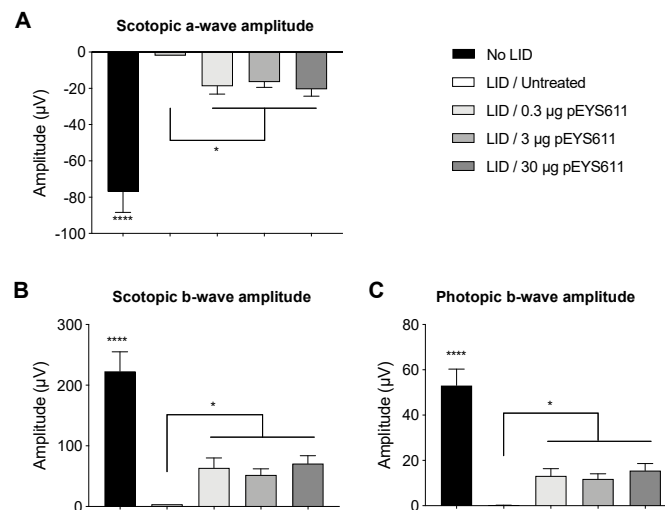 A
Scotopic a-wave amplitude
Amplitude (µV)
0
-20
-40
-60
-80
-100
****
*
No LID
LID / Untreated
LID / 0.3 µg pEYS611
LID / 3 µg pEYS611
LID / 30 µg pEYS611
B
Scotopic b-wave amplitude
Amplitude (µV)
300
200
100
0
****
*
C
Photopic b-wave amplitude
Amplitude (µV)
80
60
40
20
0
****
*